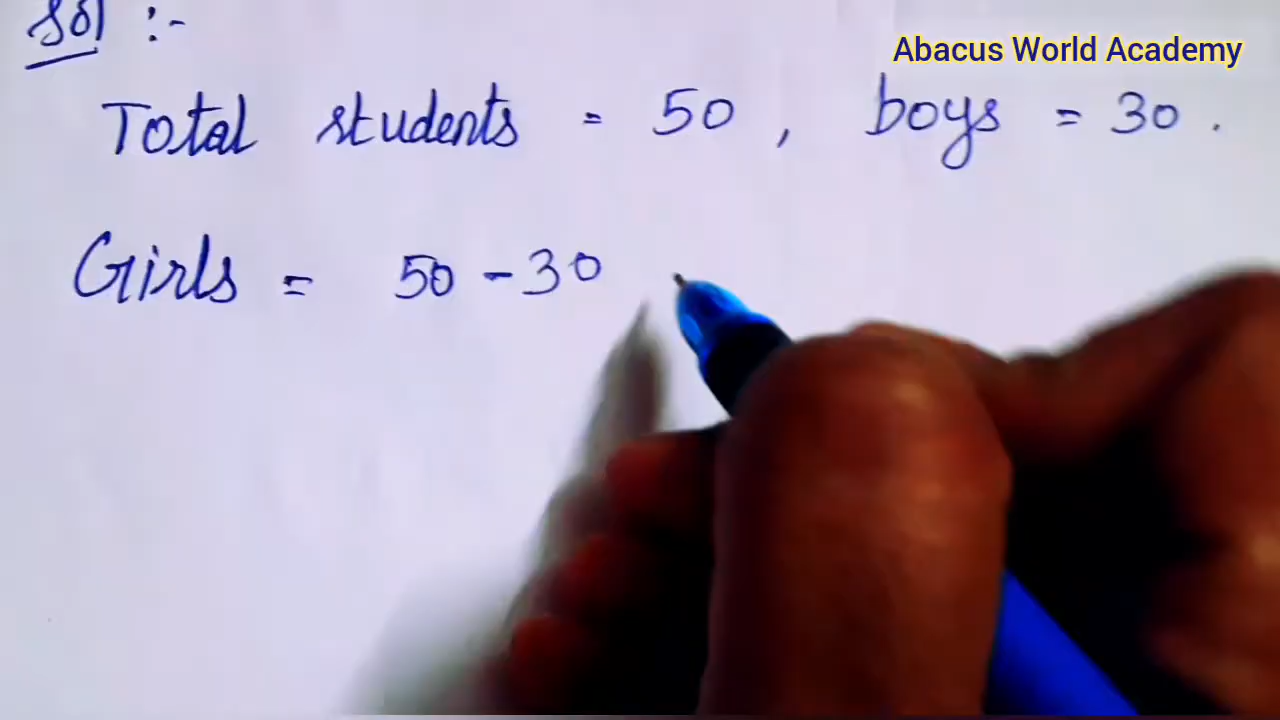 Sol :-
Abacus World Academy
Total students = 50 , boys = 30 .
Girls = 50 - 30